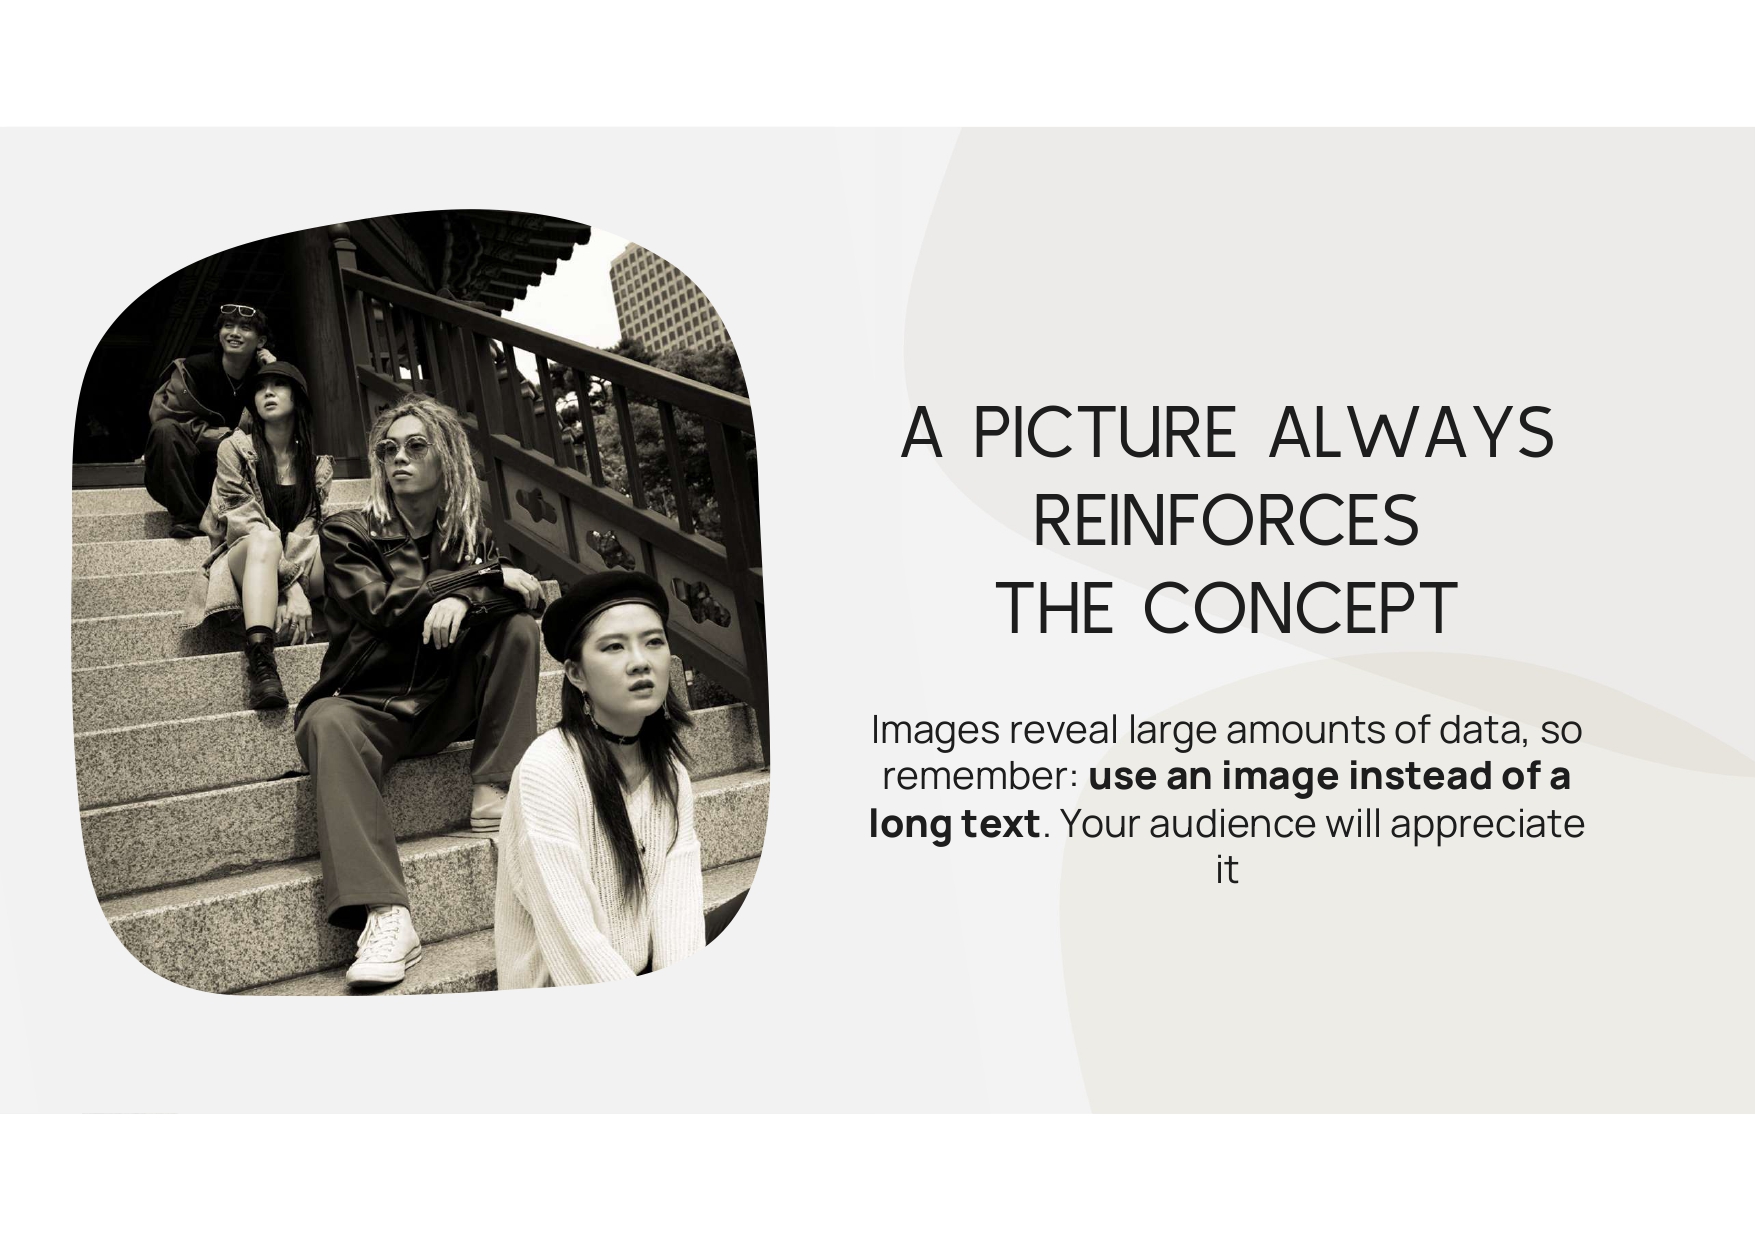 A PICTURE ALWAYS
REINFORCES
THE CONCEPT
Images reveal large amounts of data, so
remember: use an image instead of a
long text. Your audience will appreciate
it